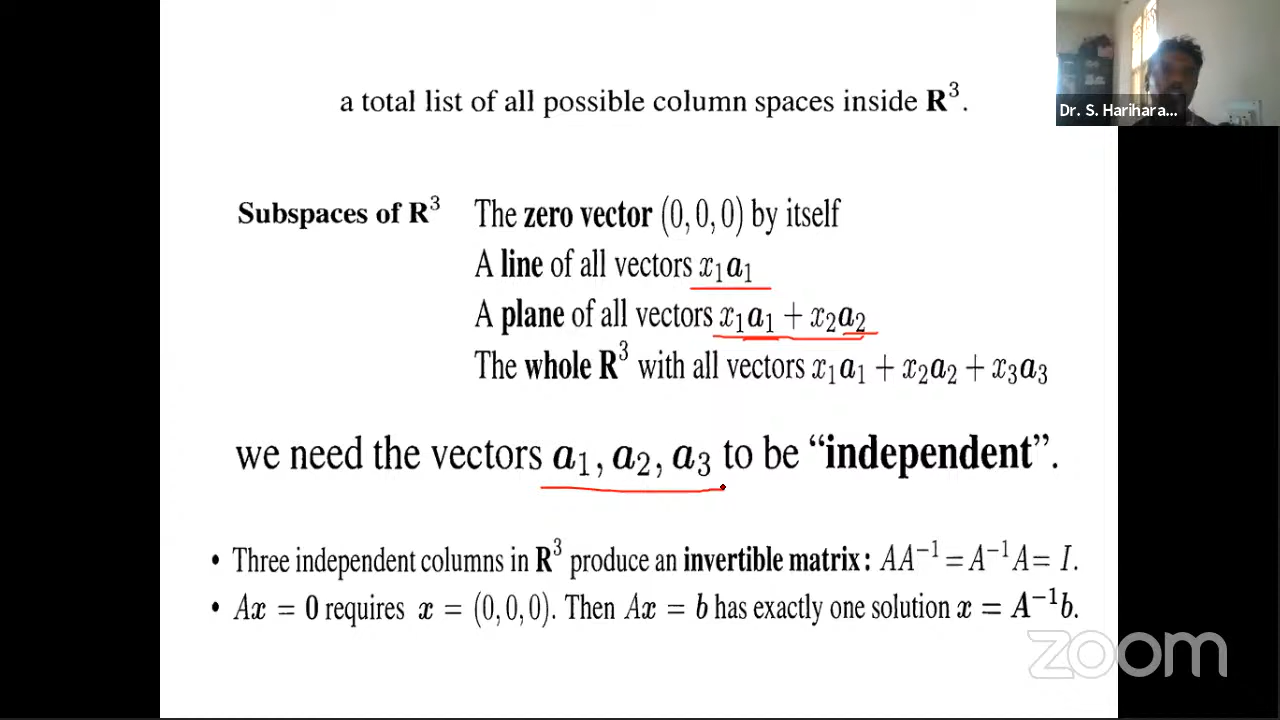 a total list of all possible column spaces inside R³.
Dr. S. Harihara...
Subspaces of R³ The zero vector (0, 0, 0) by itself
A line of all vectors x₁a₁
A plane of all vectors x₁a₁ + x₂a₂
The whole R³ with all vectors x₁a₁ + x₂a₂ + x₃a₃
we need the vectors a₁, a₂, a₃ to be “independent”.
• Three independent columns in R³ produce an invertible matrix: AA⁻¹ = A⁻¹A = I.
• Ax = 0 requires x = (0, 0, 0). Then Ax = b has exactly one solution x = A⁻¹b.
zoom